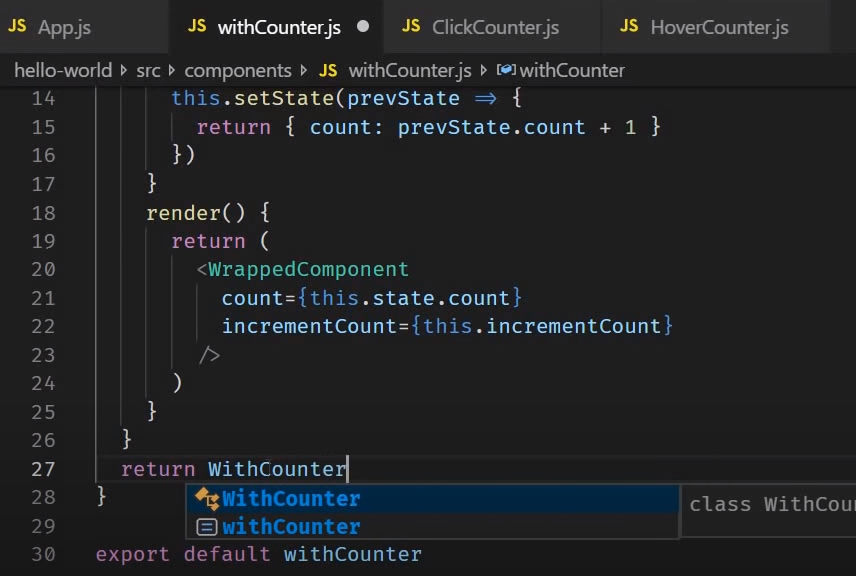 JS App.js JS withCounter.js JS ClickCounter.js JS HoverCounter.js
hello-world src components JS withCounter.js withCounter
14 this.setState(prevState ⇒ {
15 return { count: prevState.count + 1 }
16 })
17 }
18 render() {
19 return (
20 <WrappedComponent
21 count={this.state.count}
22 incrementCount={this.incrementCount}
23 />
24 )
25 }
26 }
27 return WithCounter
28 }
WithCounter class WithCou
29 withCounter
30 export default withCounter